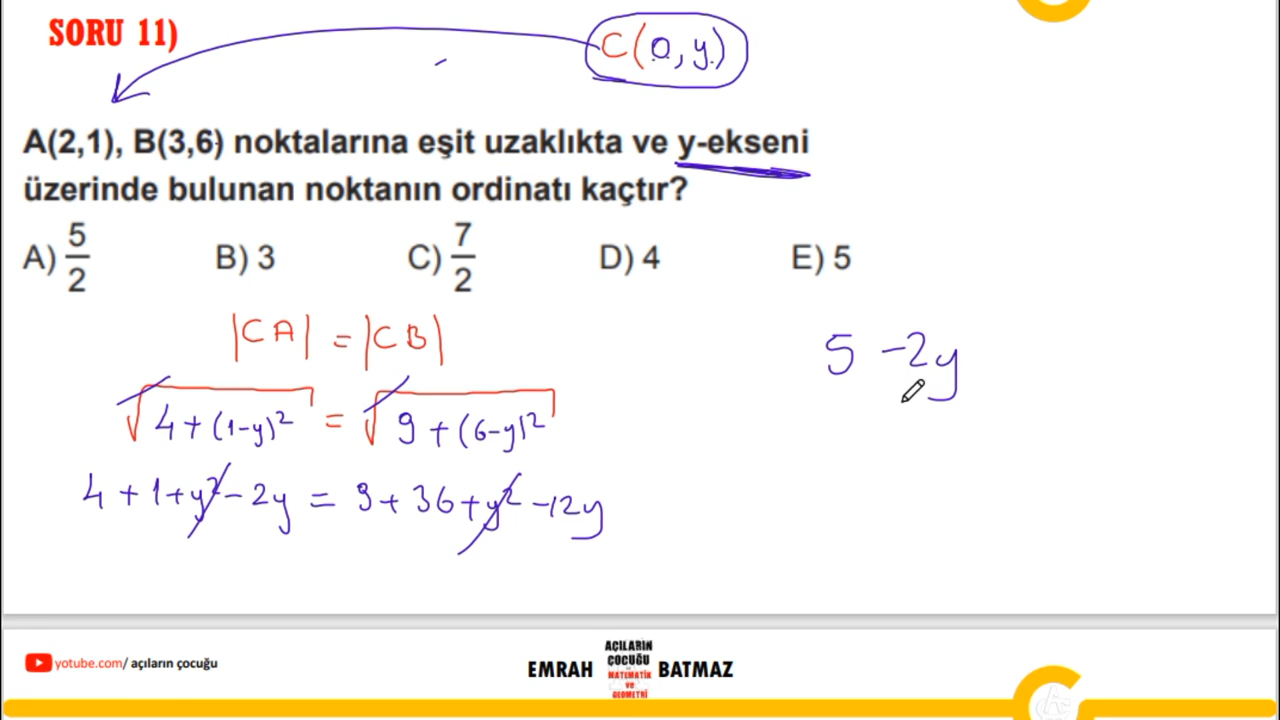 SORU 11)
C(0,y)
A(2,1), B(3,6) noktalarına eşit uzaklıkta ve y-ekseni
üzerinde bulunan noktanın ordinatı kaçtır?
A) 5/2 B) 3 C) 7/2 D) 4 E) 5
|CA| = |CB|
√4+(1-y)² = √9+(6-y)²
4+1+y²-2y = 9+36+y²-12y
5 -2y
yotube.com/ açıların çocuğu
EMRAH
AÇILARIN
ÇOCUĞU
MATEMATİK
ve
GEOMETRİ
BATMAZ